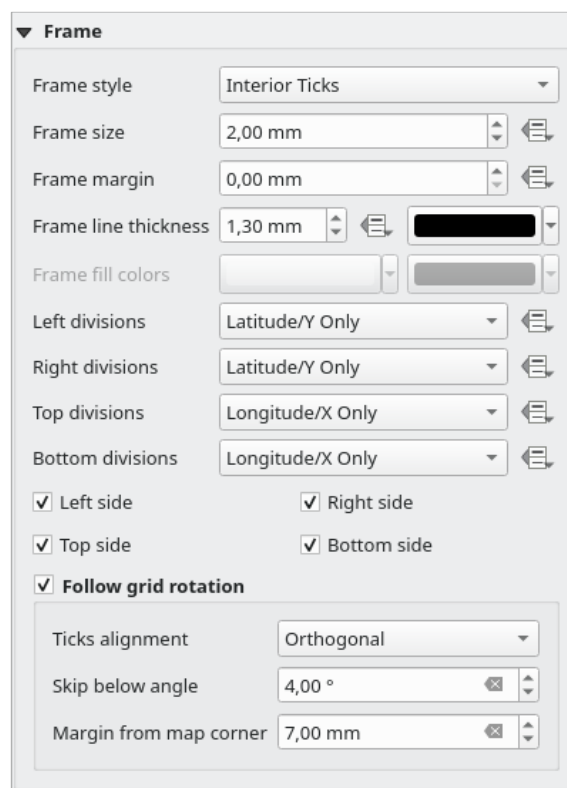 Frame
Frame style Interior Ticks
Frame size 2,00 mm
Frame margin 0,00 mm
Frame line thickness 1,30 mm
Frame fill colors
Left divisions Latitude/Y Only
Right divisions Latitude/Y Only
Top divisions Longitude/X Only
Bottom divisions Longitude/X Only
Left side Right side
Top side Bottom side
Follow grid rotation
Ticks alignment Orthogonal
Skip below angle 4,00 °
Margin from map corner 7,00 mm